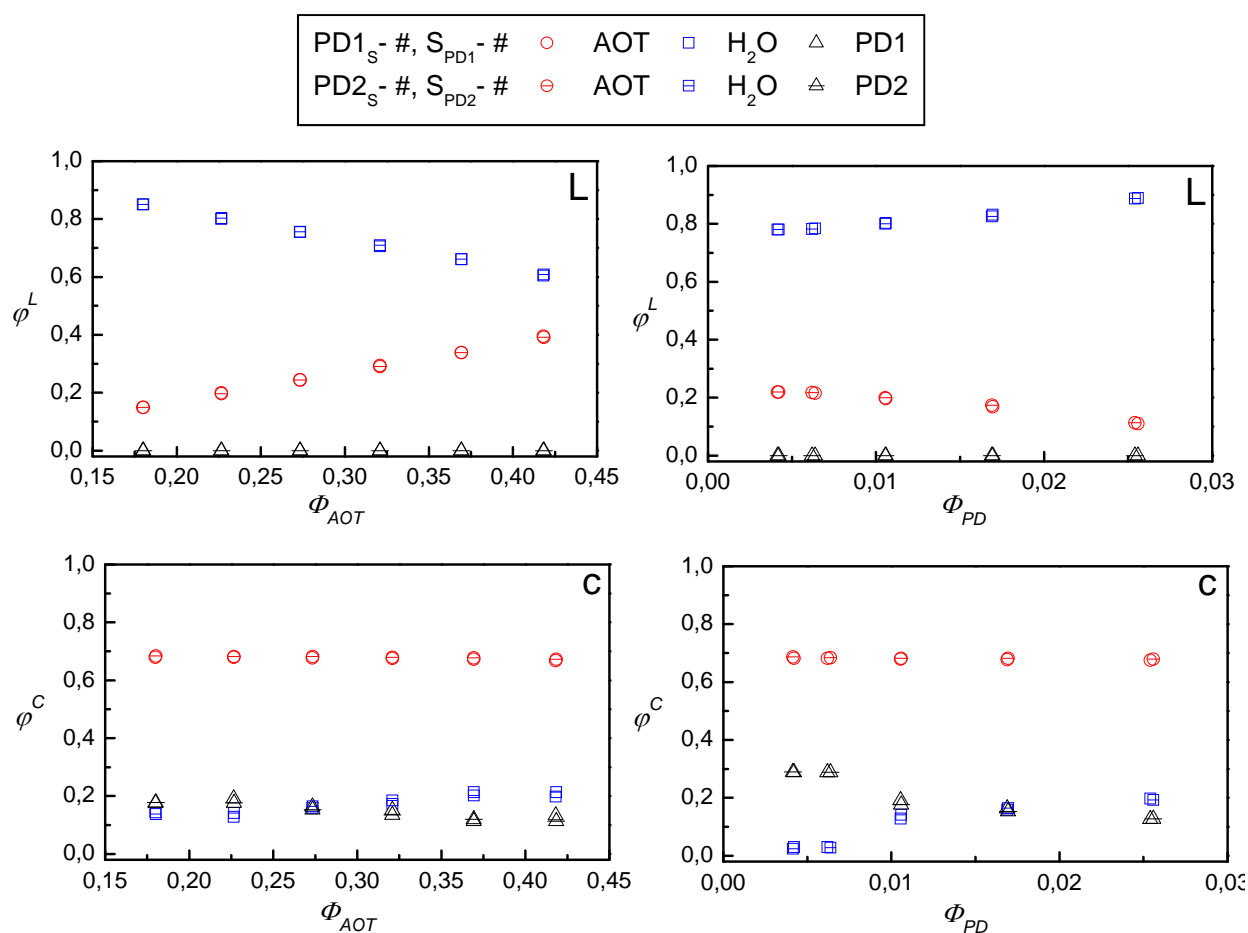 PD1S- #, SPD1- # AOT H2O PD1
PD2S- #, SPD2- # AOT H2O PD2
L
1,0
0,8
0,6
0,4
0,2
0,0
φL
0,15 0,20 0,25 0,30 0,35 0,40 0,45
ΦAOT
L
1,0
0,8
0,6
0,4
0,2
0,0
φL
0,00 0,01 0,02 0,03
ΦPD
c
1,0
0,8
0,6
0,4
0,2
0,0
φC
0,15 0,20 0,25 0,30 0,35 0,40 0,45
ΦAOT
c
1,0
0,8
0,6
0,4
0,2
0,0
φC
0,00 0,01 0,02 0,03
ΦPD